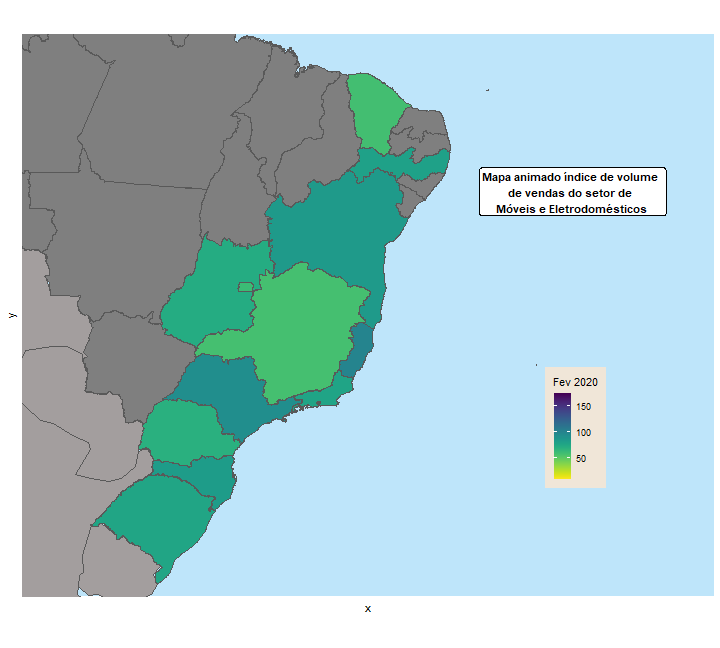 Mapa animado índice de volume
de vendas do setor de
Móveis e Eletrodomésticos
y
Fev 2020
150
100
50
x